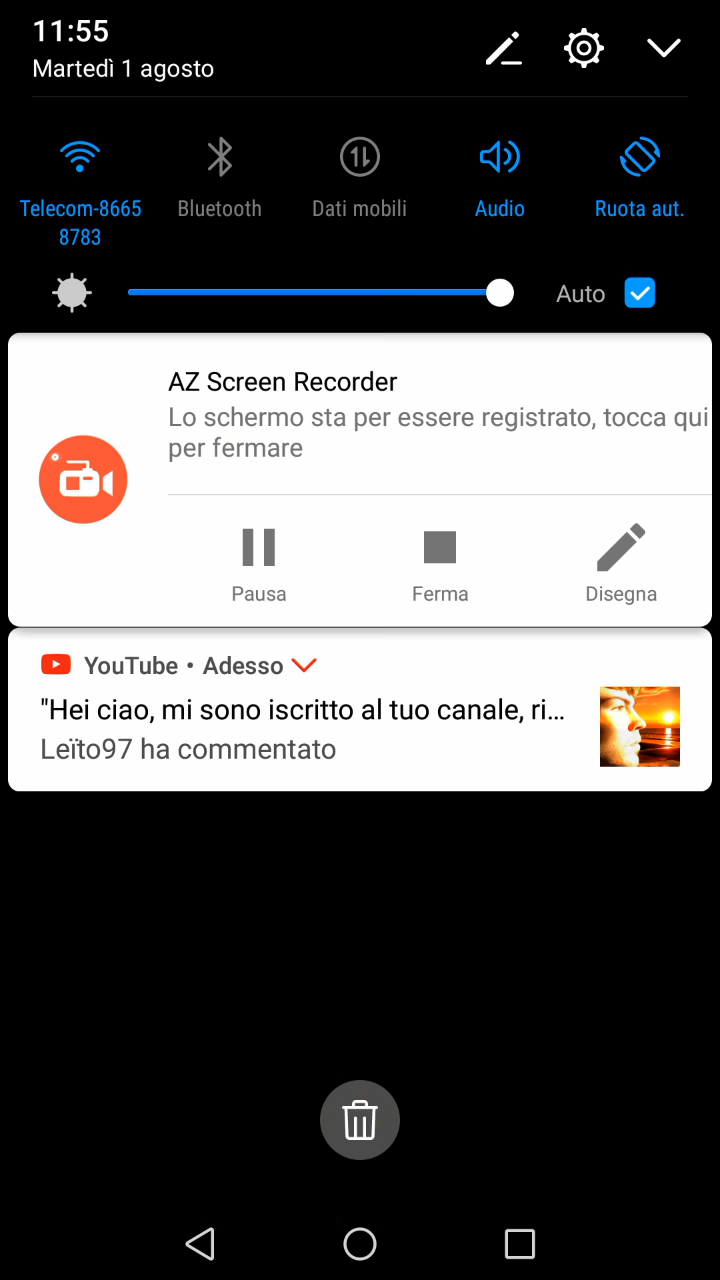 11:55
Martedì 1 agosto
Telecom-8665
8783
Bluetooth
Dati mobili
Audio
Ruota aut.
Auto
AZ Screen Recorder
Lo schermo sta per essere registrato, tocca qui
per fermare
Pausa
Ferma
Disegna
YouTube • Adesso
"Hei ciao, mi sono iscritto al tuo canale, ri...
Leïto97 ha commentato